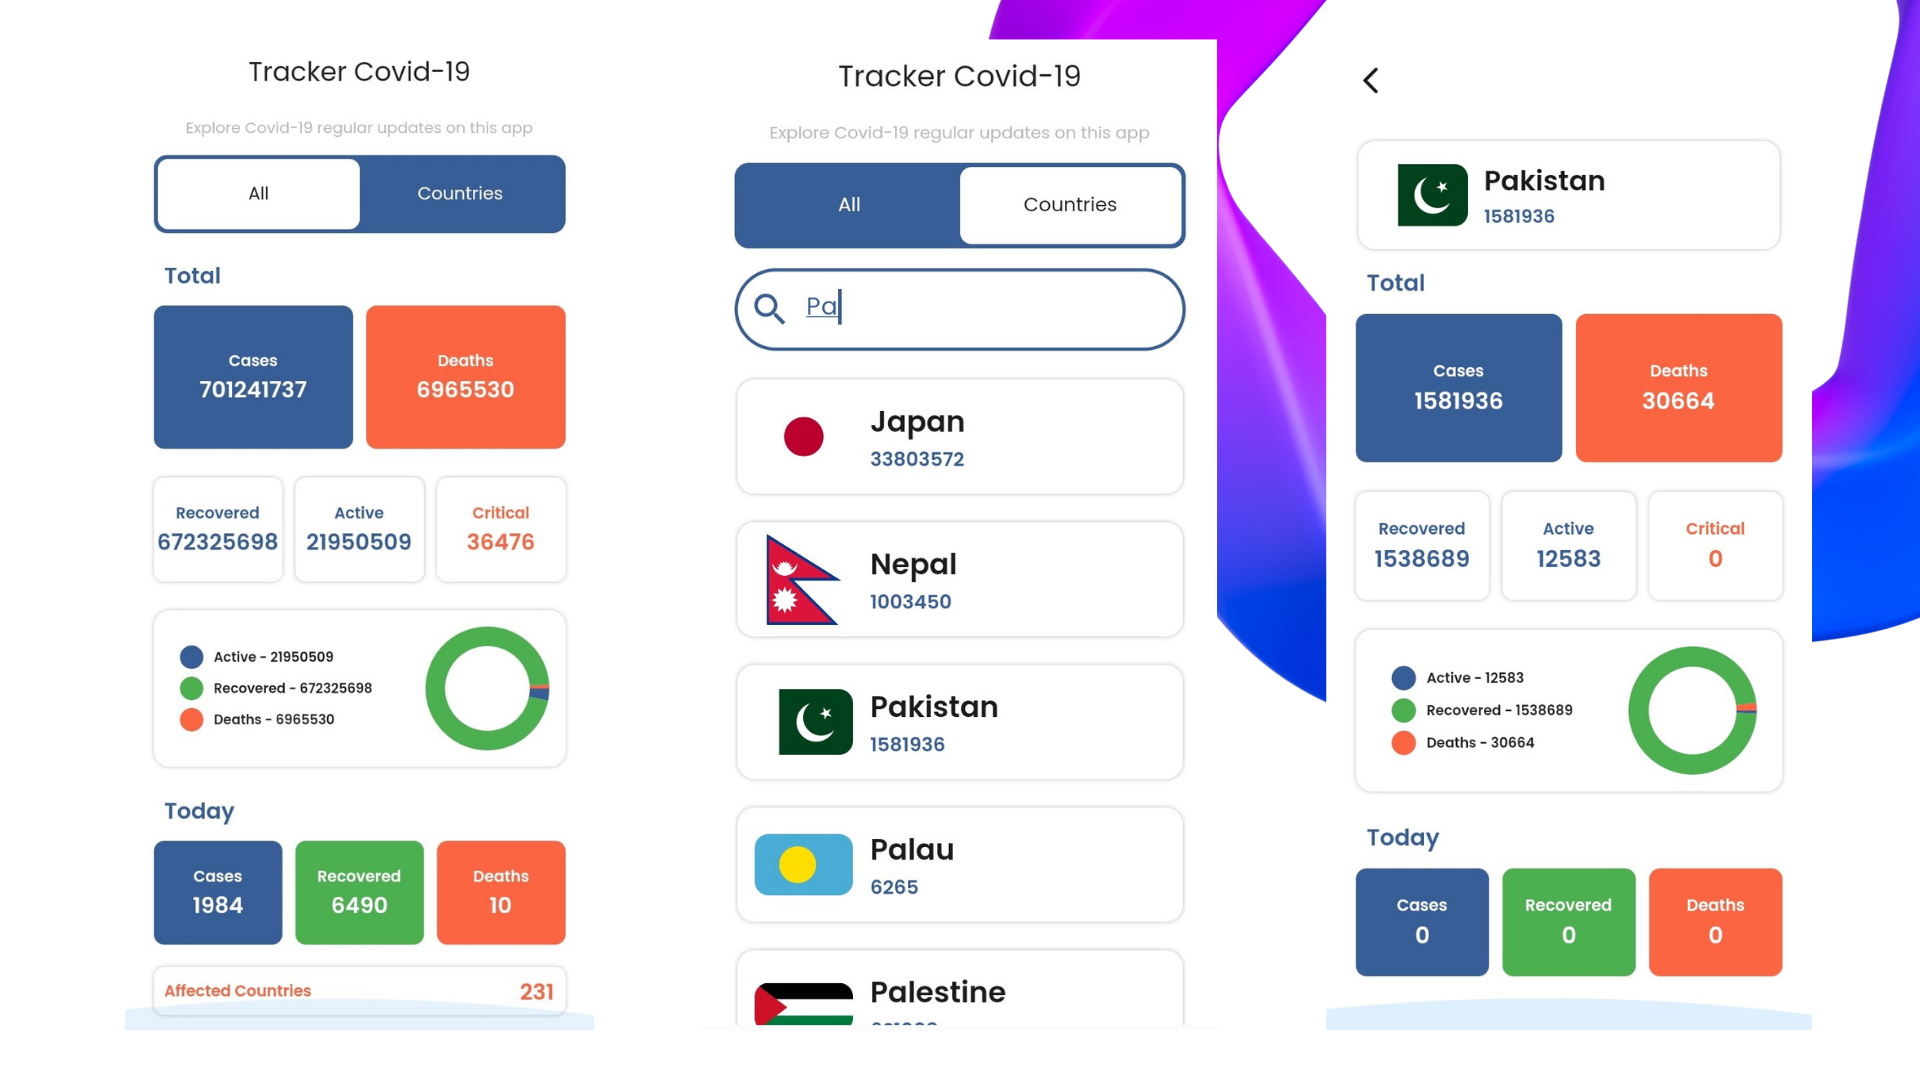 Tracker Covid-19
Explore Covid-19 regular updates on this app
All Countries
Total
Cases Deaths
701241737 6965530
Recovered Active Critical
672325698 21950509 36476
Active - 21950509
Recovered - 672325698
Deaths - 6965530
Today
Cases Recovered Deaths
1984 6490 10
Affected Countries 231
Tracker Covid-19
Explore Covid-19 regular updates on this app
All Countries
Pa
Japan
33803572
Nepal
1003450
Pakistan
1581936
Palau
6265
Palestine
Pakistan
1581936
Total
Cases Deaths
1581936 30664
Recovered Active Critical
1538689 12583 0
Active - 12583
Recovered - 1538689
Deaths - 30664
Today
Cases Recovered Deaths
0 0 0